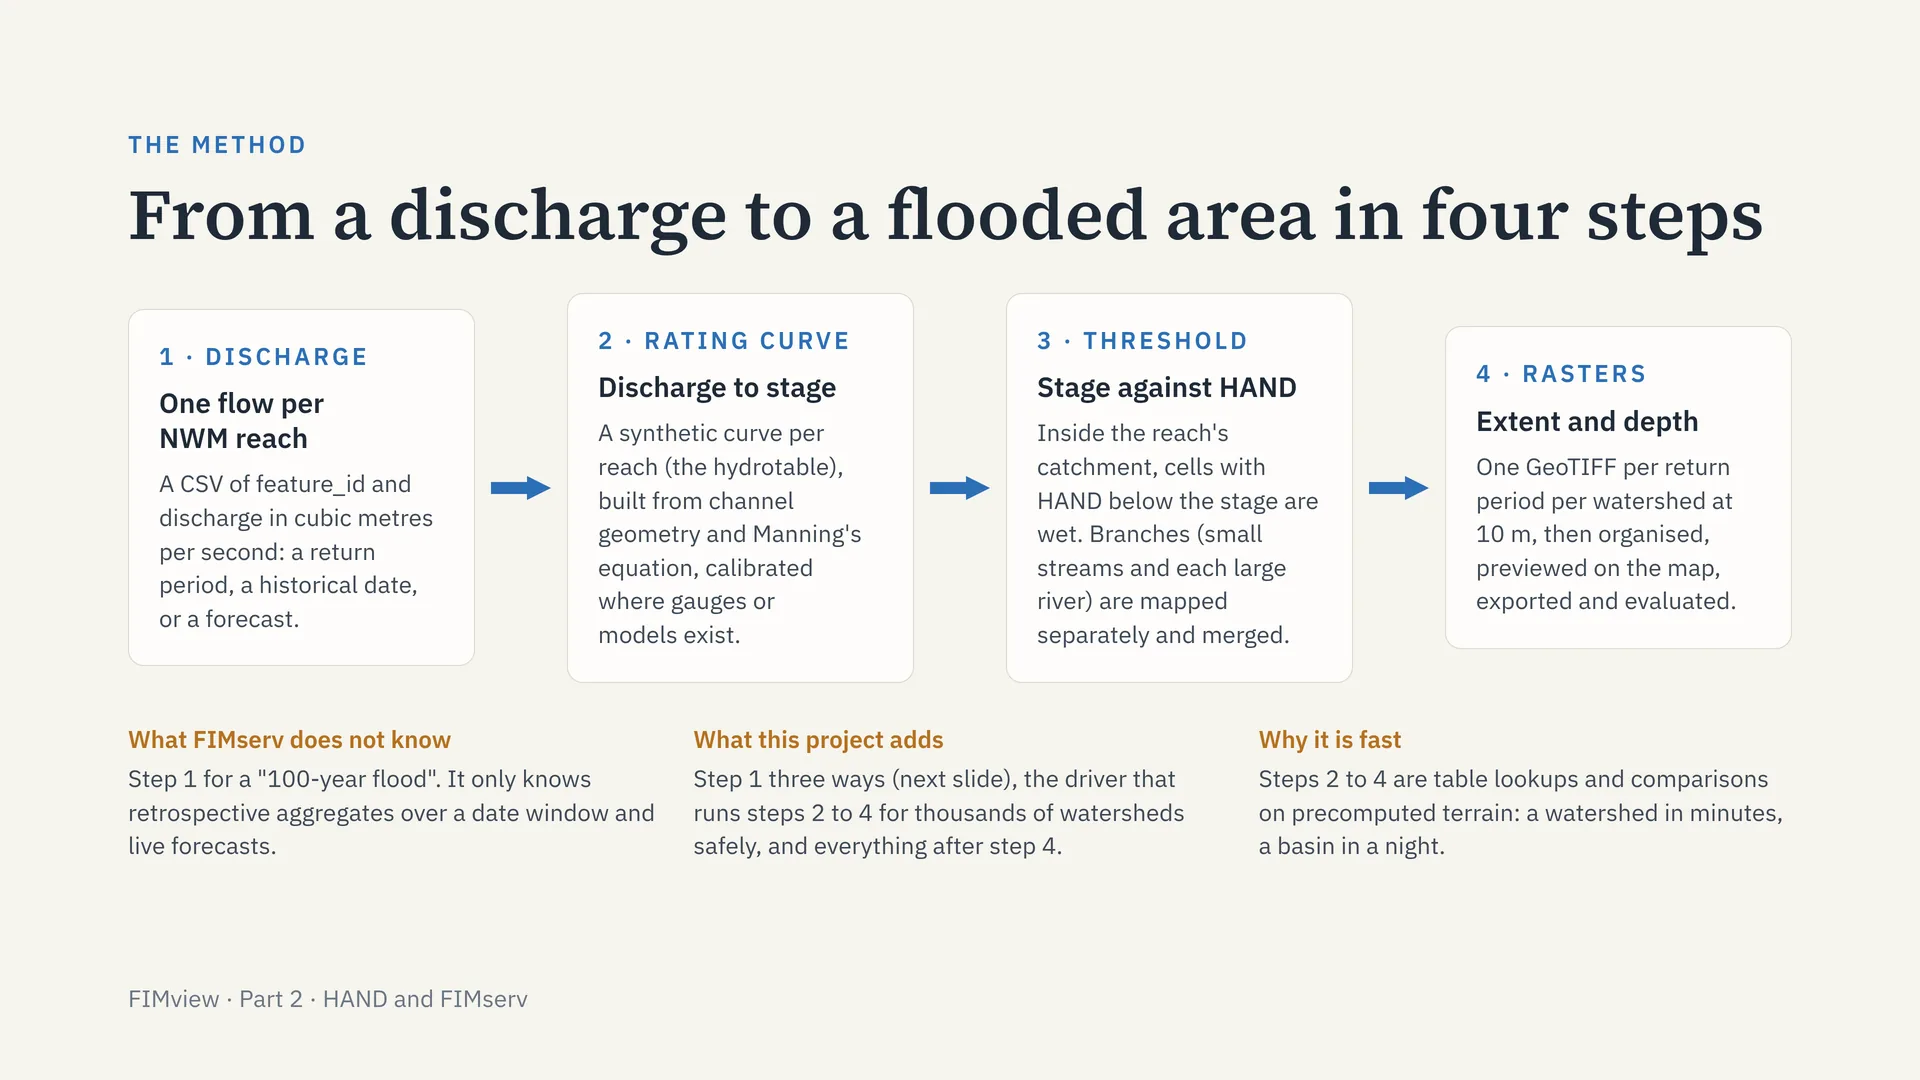 THE METHOD
From a discharge to a flooded area in four steps
1 · DISCHARGE
One flow per
NWM reach
A CSV of feature_id and
discharge in cubic metres
per second: a return
period, a historical date,
or a forecast.
2 · RATING CURVE
Discharge to stage
A synthetic curve per
reach (the hydrotable),
built from channel
geometry and Manning's
equation, calibrated
where gauges or
models exist.
3 · THRESHOLD
Stage against HAND
Inside the reach's
catchment, cells with
HAND below the stage are
wet. Branches (small
streams and each large
river) are mapped
separately and merged.
4 · RASTERS
Extent and depth
One GeoTIFF per return
period per watershed at
10 m, then organised,
previewed on the map,
exported and evaluated.
What FIMserv does not know
Step 1 for a "100-year flood". It only knows
retrospective aggregates over a date window and
live forecasts.
What this project adds
Step 1 three ways (next slide), the driver that
runs steps 2 to 4 for thousands of watersheds
safely, and everything after step 4.
Why it is fast
Steps 2 to 4 are table lookups and comparisons
on precomputed terrain: a watershed in minutes,
a basin in a night.
FIMview · Part 2 · HAND and FIMserv